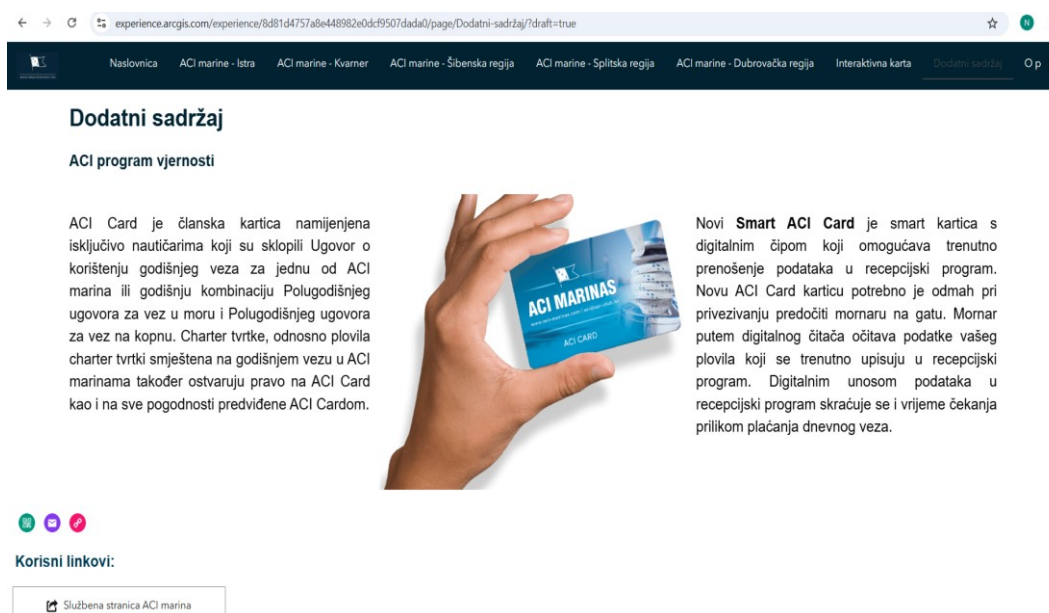 experience.arcgis.com/experience/8d81d4757a8e448982e0dcf9507dada0/page/Dodatni-sadržaj/?draft=true
N
Naslovnica ACI marine - Istra ACI marine - Kvarner ACI marine - Šibenska regija ACI marine - Splitska regija ACI marine - Dubrovačka regija Interaktivna karta Dodatni sadržaj O p
Dodatni sadržaj
ACI program vjernosti
ACI Card je članska kartica namijenjena
isključivo nautičarima koji su sklopili Ugovor o
korištenju godišnjeg veza za jednu od ACI
marina ili godišnju kombinaciju Polugodišnjeg
ugovora za vez u moru i Polugodišnjeg ugovora
za vez na kopnu. Charter tvrtke, odnosno plovila
charter tvrtki smještena na godišnjem vezu u ACI
marinama također ostvaruju pravo na ACI Card
kao i na sve pogodnosti predviđene ACI Cardom.
ACI MARINAS
ACI CARD
Novi Smart ACI Card je smart kartica s
digitalnim čipom koji omogućava trenutno
prenošenje podataka u recepcijski program.
Novu ACI Card karticu potrebno je odmah pri
privezivanju predočiti mornaru na gatu. Mornar
putem digitalnog čitača očitava podatke vašeg
plovila koji se trenutno upisuju u recepcijski
program. Digitalnim unosom podataka u
recepcijski program skraćuje se i vrijeme čekanja
prilikom plaćanja dnevnog veza.
Korisni linkovi:
Službena stranica ACI marina